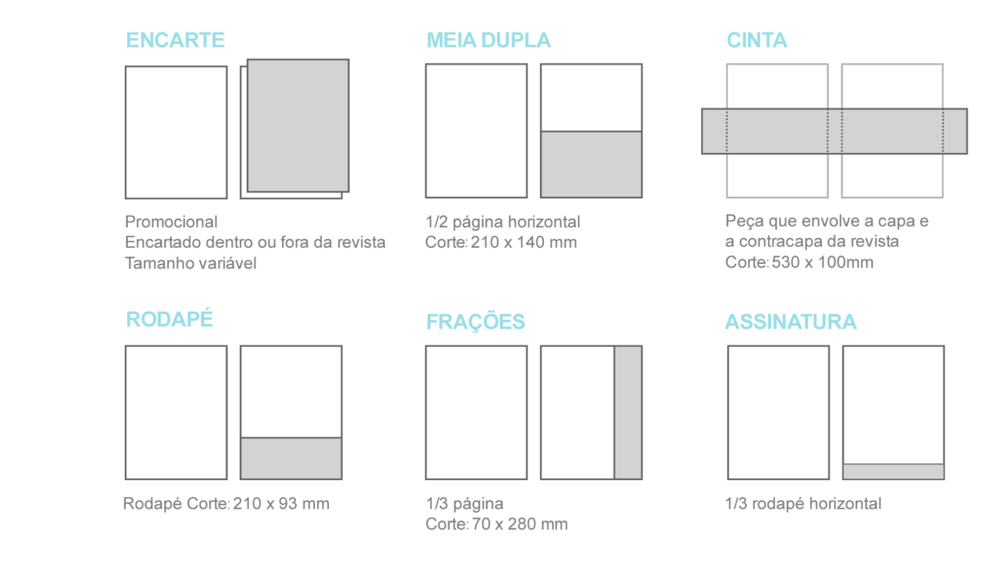 ENCARTE
Promocional
Encartado dentro ou fora da revista
Tamanho variável
MEIA DUPLA
1/2 página horizontal
Corte: 210 x 140 mm
CINTA
Peça que envolve a capa e
a contracapa da revista
Corte: 530 x 100mm
RODAPÉ
Rodapé Corte: 210 x 93 mm
FRAÇÕES
1/3 página
Corte: 70 x 280 mm
ASSINATURA
1/3 rodapé horizontal